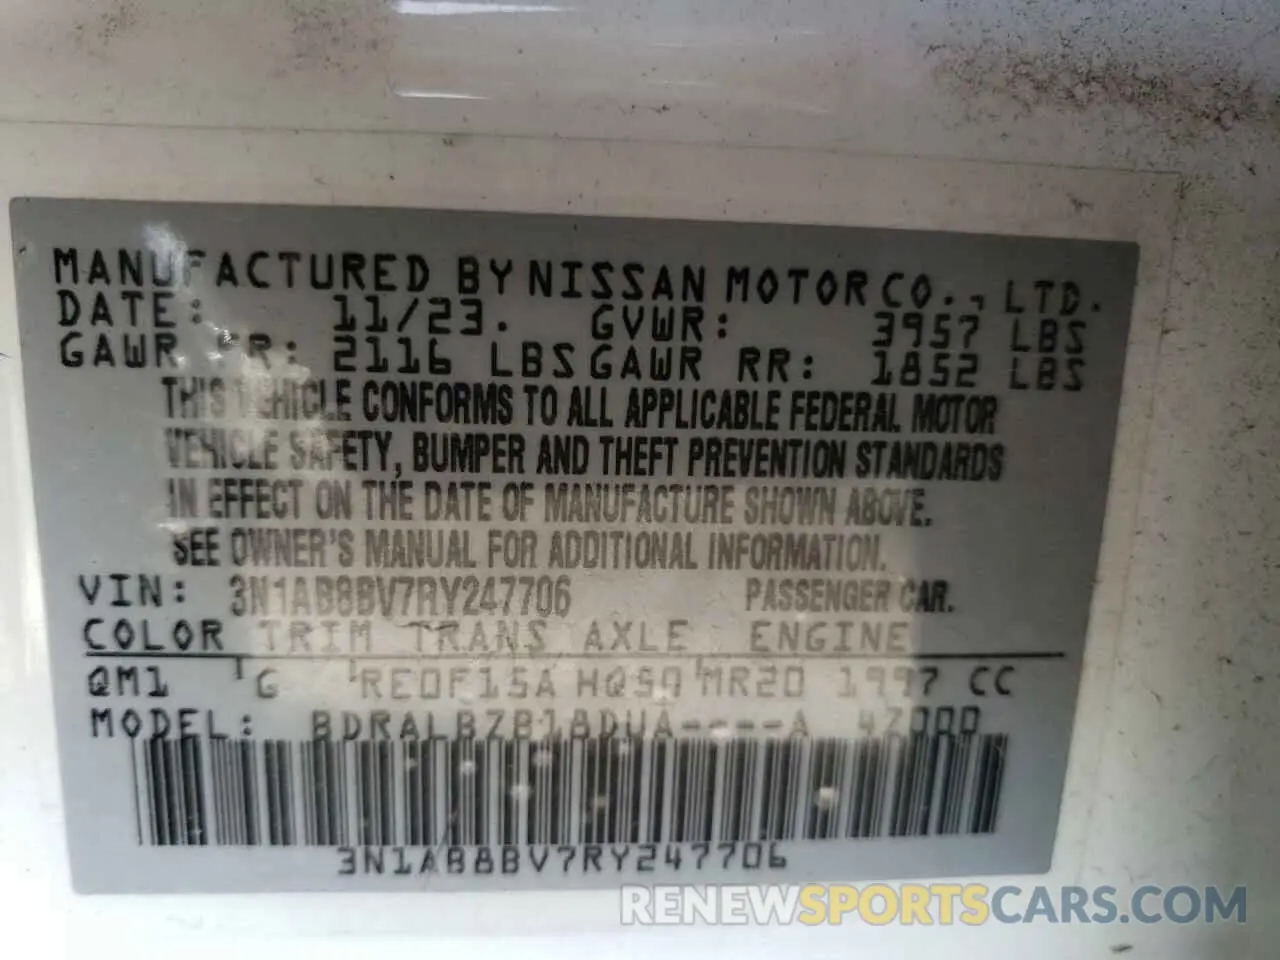 MANUFACTURED BY NISSAN MOTOR CO., LTD.
DATE: 11/23. GVWR: 3957 LBS
GAWR FR: 2116 LBS GAWR RR: 1852 LBS
THIS VEHICLE CONFORMS TO ALL APPLICABLE FEDERAL MOTOR
VEHICLE SAFETY, BUMPER AND THEFT PREVENTION STANDARDS
IN EFFECT ON THE DATE OF MANUFACTURE SHOWN ABOVE.
SEE OWNER'S MANUAL FOR ADDITIONAL INFORMATION.
VIN: 3N1AB8BV7RY247706 PASSENGER CAR.
COLOR TRIM TRANS AXLE ENGINE
QM1 G RE0F15A HQ50 MR20 1997 CC
MODEL: BDRALBZB18DUA----A 4Z000
3N1AB8BV7RY247706
RENEWSPORTSCARS.COM